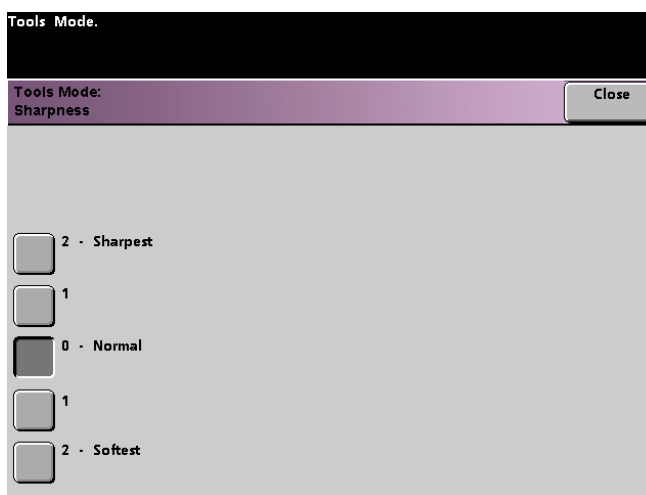 Tools Mode.
Tools Mode:
Sharpness
Close
2 - Sharpest
1
0 - Normal
1
2 - Softest